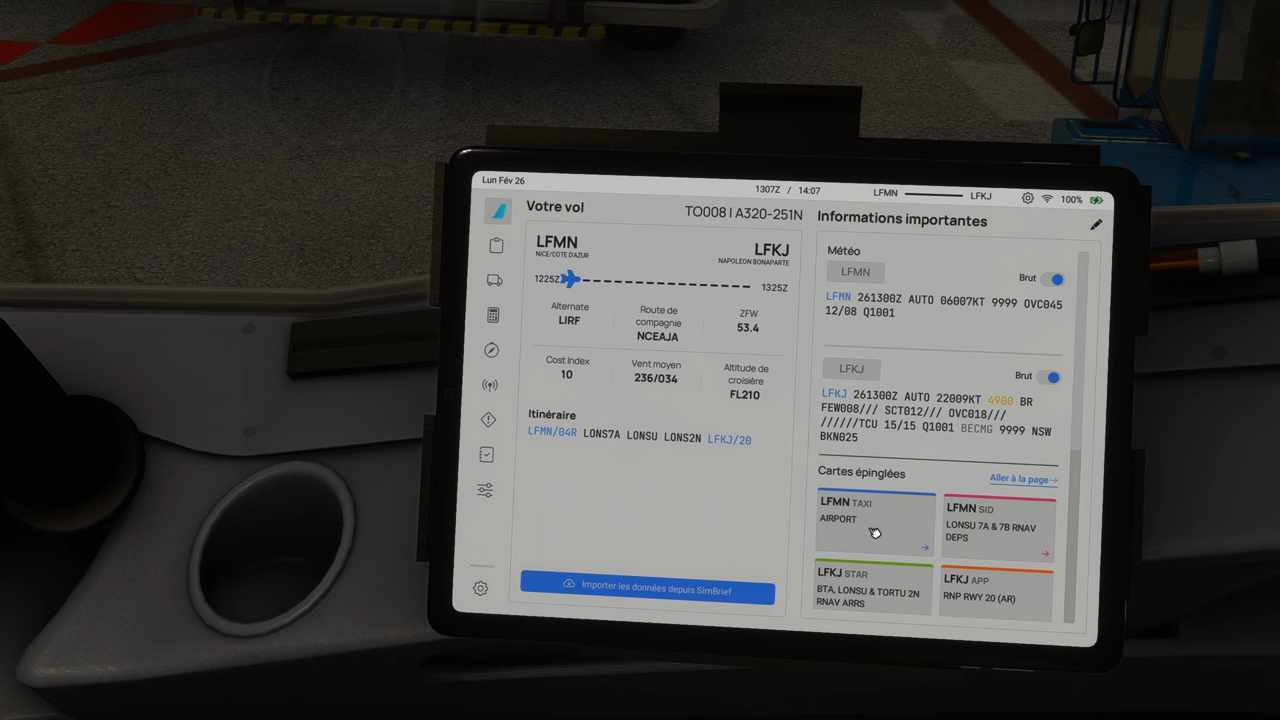 Lun Fév 26
1307Z / 14:07
LFMN LFKJ
100%
Votre vol
TO008 | A320-251N
LFMN
NICE/COTE D'AZUR
LFKJ
NAPOLEON BONAPARTE
1225Z
1325Z
Alternate
LIRF
Route de
compagnie
NCEAJA
ZFW
53.4
Cost Index
10
Vent moyen
236/034
Altitude de
croisière
FL210
Itinéraire
LFMN/04R LONS7A LONSU LONS2N LFKJ/20
Importer les données depuis SimBrief
Informations importantes
Météo
LFMN
Brut
LFMN 261300Z AUTO 06007KT 9999 OVC045
12/08 Q1001
LFKJ
Brut
LFKJ 261300Z AUTO 22009KT 4900 BR
FEW008/// SCT012/// OVC018///
//////TCU 15/15 Q1001 BECMG 9999 NSW
BKN025
Cartes épinglées
Aller à la page→
LFMN TAXI
AIRPORT
LFMN SID
LONSU 7A & 7B RNAV
DEPS
LFKJ STAR
BTA, LONSU & TORTU 2N
RNAV ARRS
LFKJ APP
RNP RWY 20 (AR)